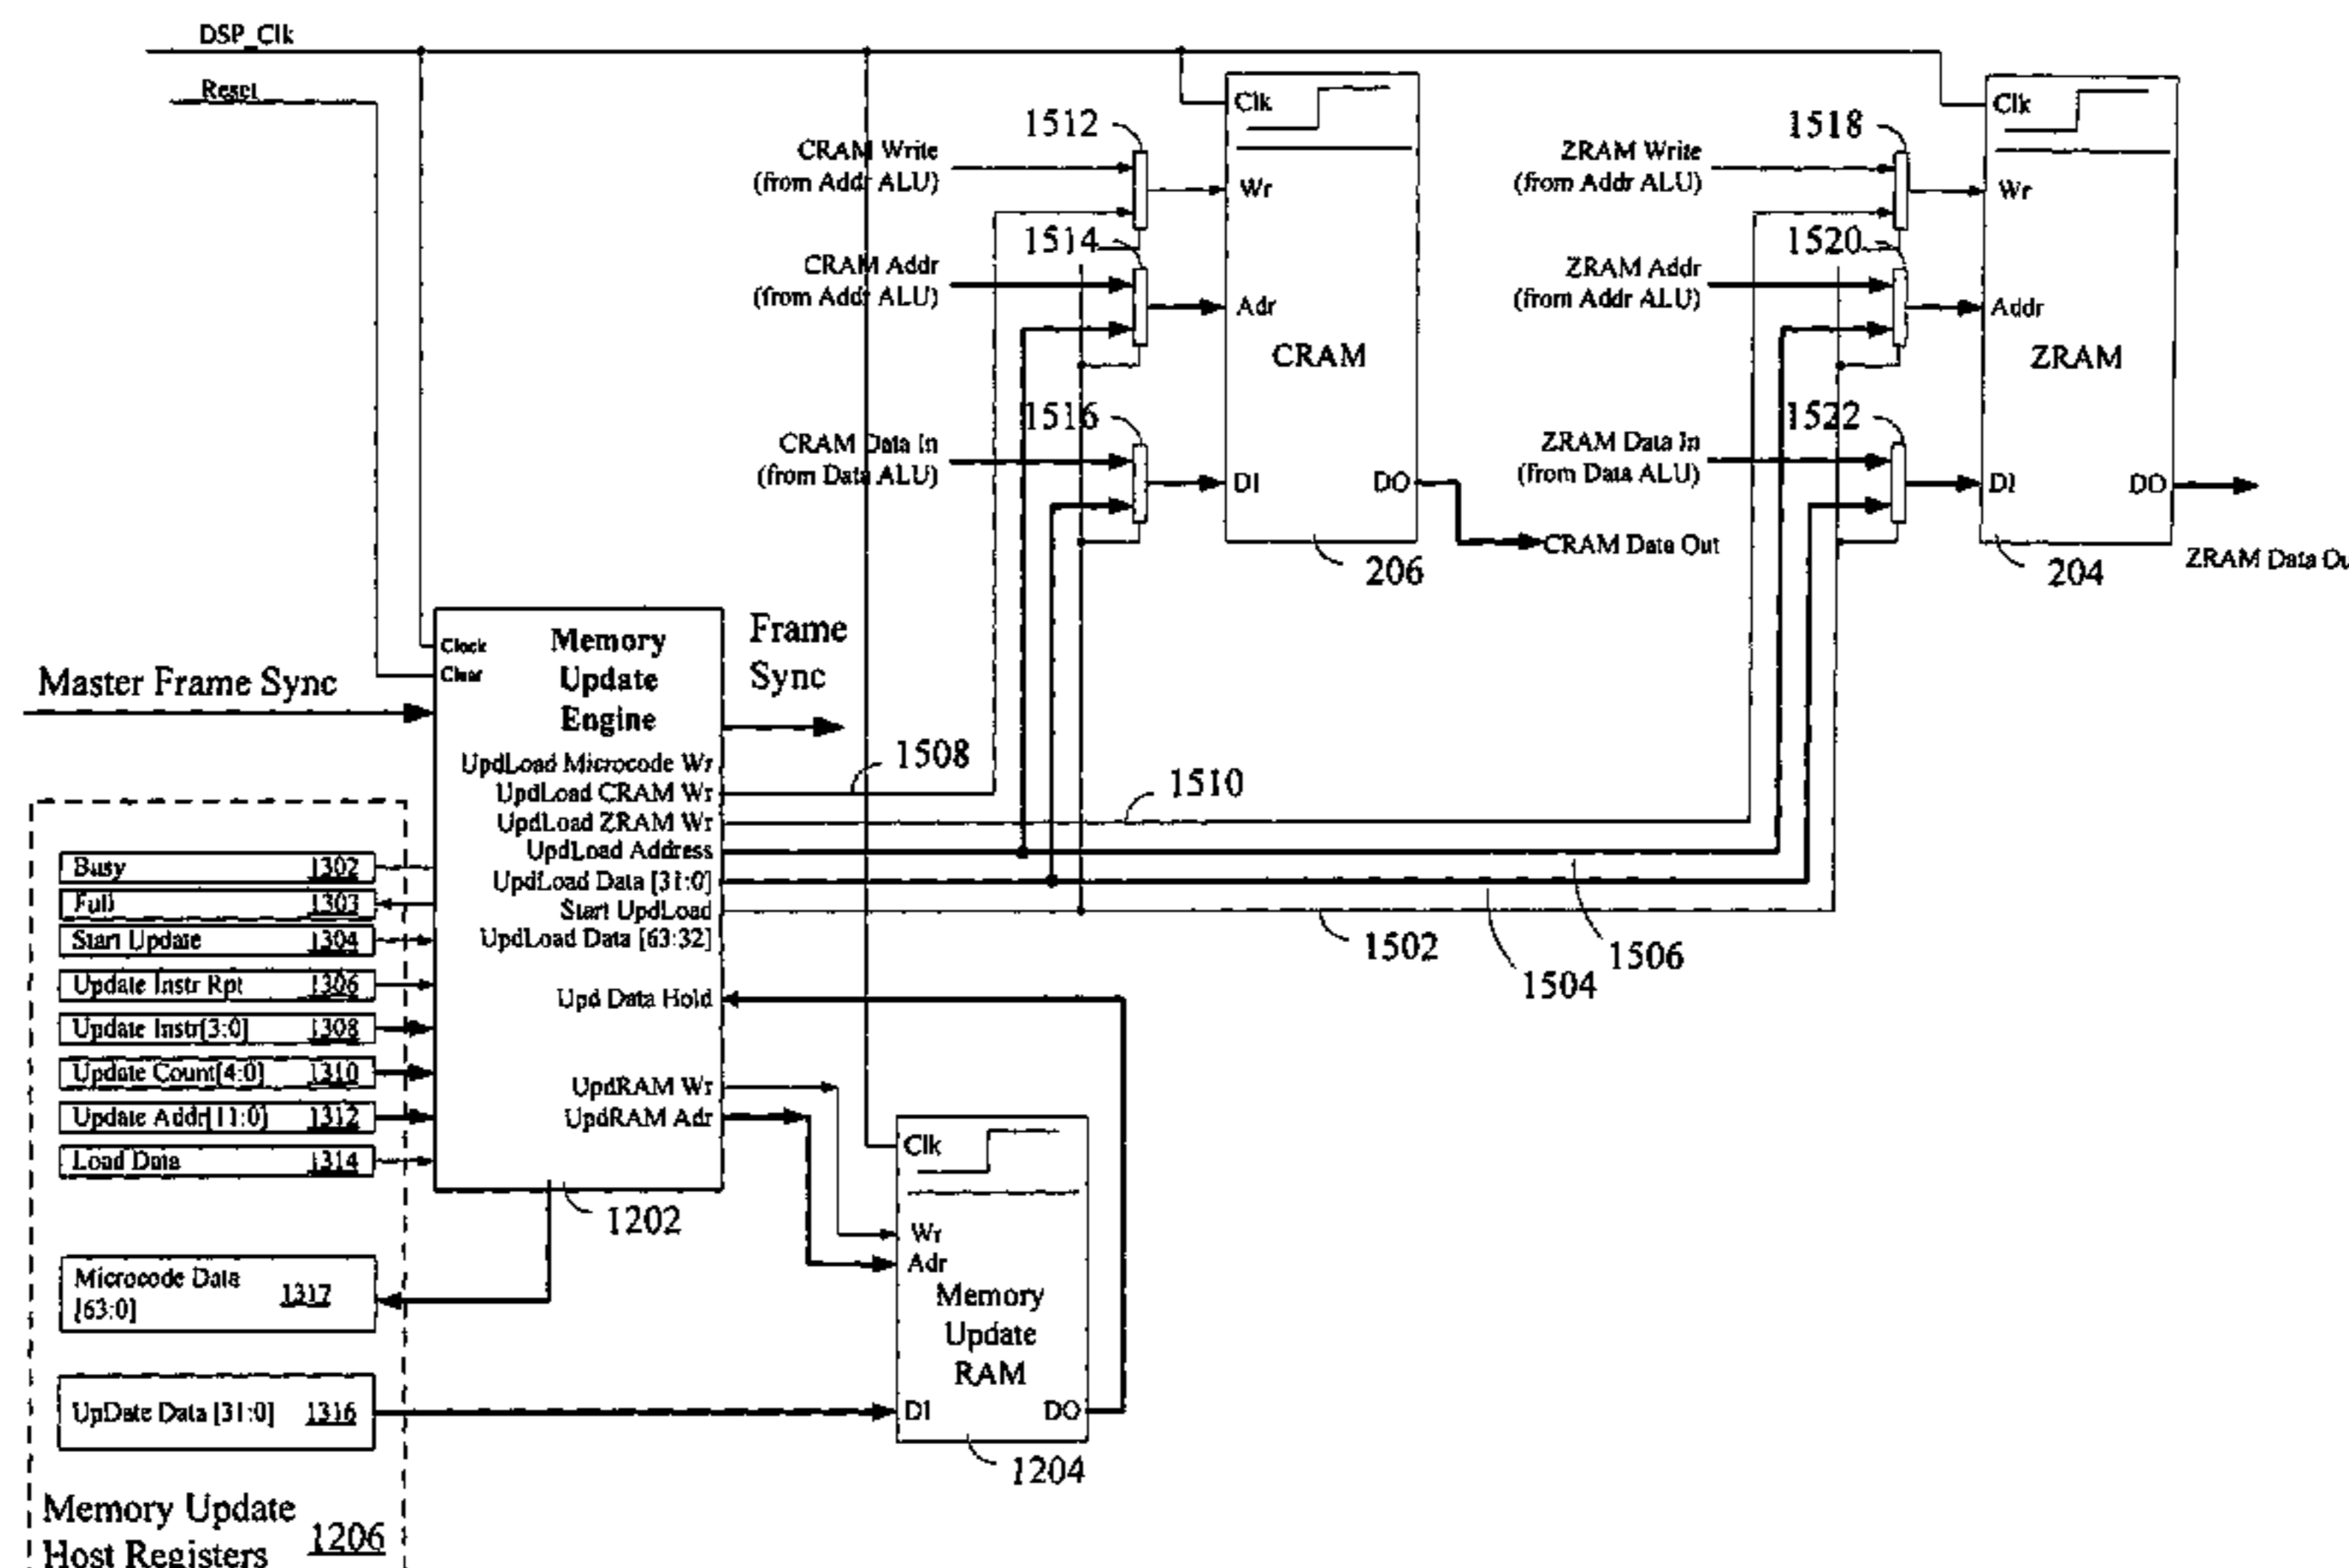 DSP_Clk
Reset
1512
CRAM Write
(from Addr ALU)
1514
CRAM Addr
(from Addr ALU)
1516
CRAM Data In
(from Data ALU)
Clk
Wr
Adr
CRAM
DI
DO
206
CRAM Data Out
1518
ZRAM Write
(from Addr ALU)
1520
ZRAM Addr
(from Addr ALU)
1522
ZRAM Data In
(from Data ALU)
Clk
Wr
Addr
ZRAM
DI
DO
204
ZRAM Data Ou
Master Frame Sync
Clock
Clear
Memory
Update
Engine
Frame
Sync
UpdLoad Microcode Wr
UpdLoad CRAM Wr
UpdLoad ZRAM Wr
UpdLoad Address
UpdLoad Data [31:0]
Start UpdLoad
UpdLoad Data [63:32]
Upd Data Hold
UpdRAM Wr
UpdRAM Adr
1202
1508
1510
1502
1504
1506
Busy 1302
Full 1303
Start Update 1304
Update Instr Rpt 1306
Update Instr[3:0] 1308
Update Count[4:0] 1310
Update Addr[11:0] 1312
Load Data 1314
Microcode Data
[63:0] 1317
UpDate Data [31:0] 1316
Memory Update
Host Registers 1206
Clk
Wr
Adr
Memory
Update
RAM
DI
DO
1204